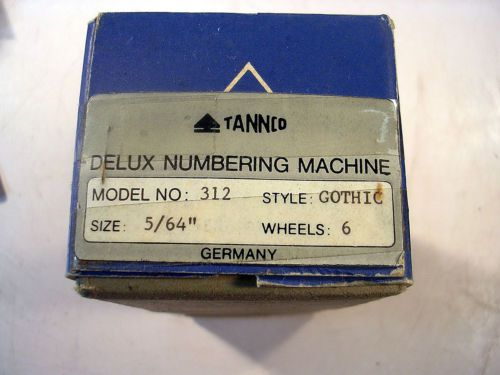 TANNCO
DELUX NUMBERING MACHINE
MODEL NO: 312 STYLE: GOTHIC
SIZE: 5/64" WHEELS: 6
GERMANY